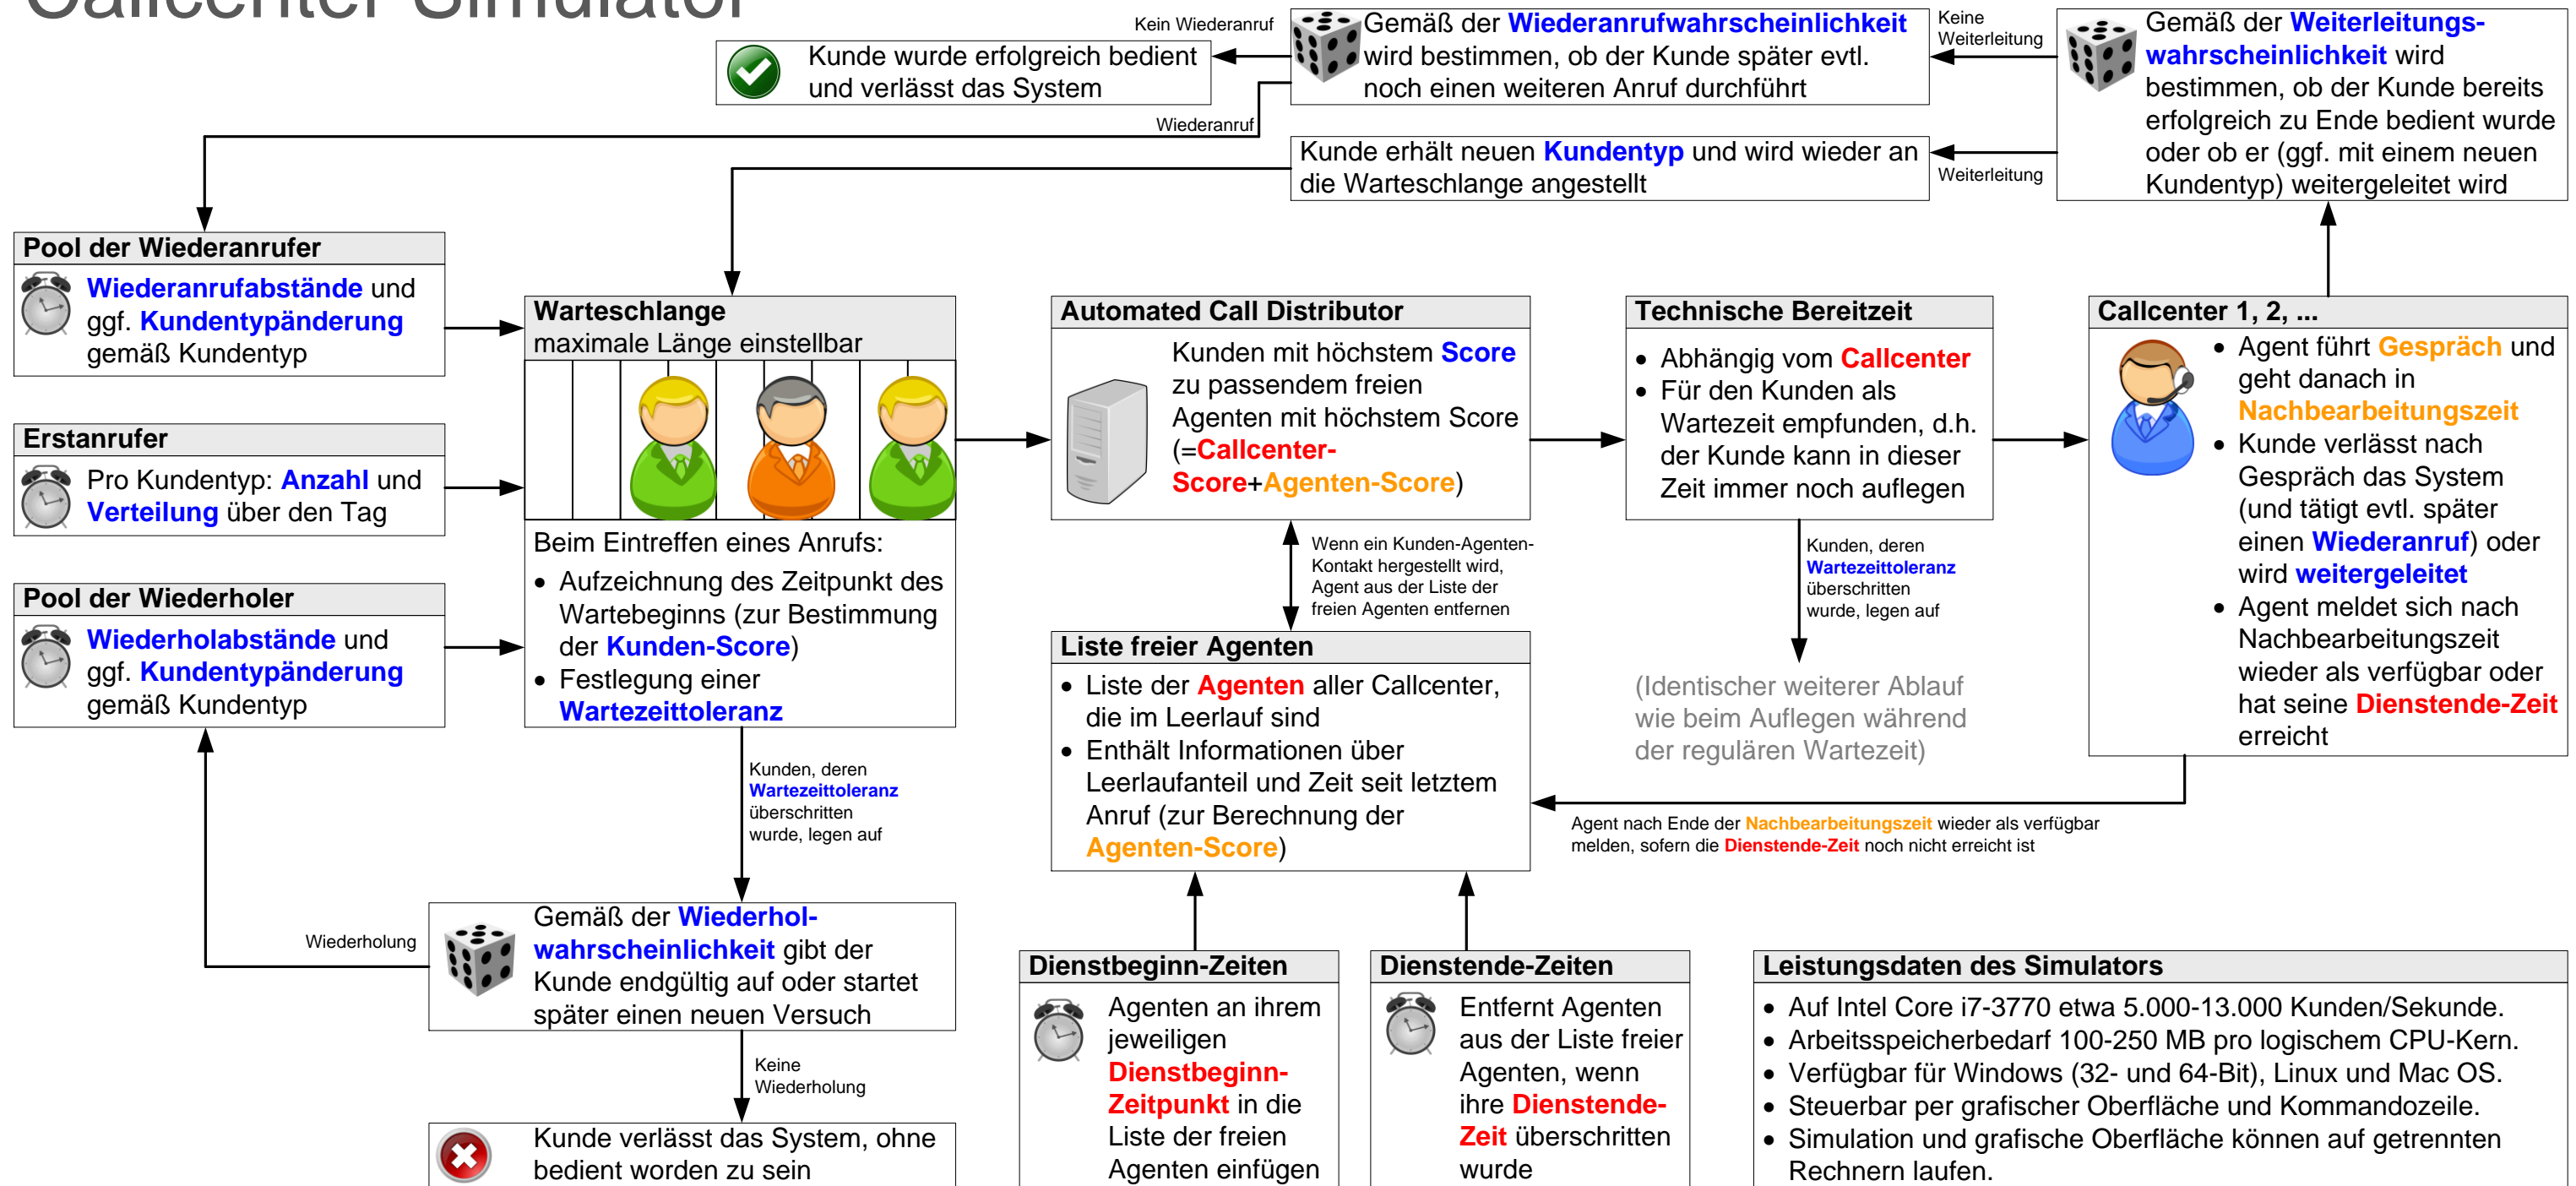 Callcenter Simulator
Kein Wiederanruf
Kunde wurde erfolgreich bedient
und verlässt das System
Gemäß der Wiederanrufwahrscheinlichkeit
wird bestimmen, ob der Kunde später evtl.
noch einen weiteren Anruf durchführt
Keine
Weiterleitung
Gemäß der Weiterleitungs-
wahrscheinlichkeit wird
bestimmen, ob der Kunde bereits
erfolgreich zu Ende bedient wurde
oder ob er (ggf. mit einem neuen
Kundentyp) weitergeleitet wird
Wiederanruf
Kunde erhält neuen Kundentyp und wird wieder an
die Warteschlange angestellt
Weiterleitung
Pool der Wiederanrufer
Wiederanrufabstände und
ggf. Kundentypänderung
gemäß Kundentyp
Erstanrufer
Pro Kundentyp: Anzahl und
Verteilung über den Tag
Pool der Wiederholer
Wiederholabstände und
ggf. Kundentypänderung
gemäß Kundentyp
Warteschlange
maximale Länge einstellbar
Beim Eintreffen eines Anrufs:
• Aufzeichnung des Zeitpunkt des
Wartebeginns (zur Bestimmung
der Kunden-Score)
• Festlegung einer
Wartezeittoleranz
Automated Call Distributor
Kunden mit höchstem Score
zu passendem freien
Agenten mit höchstem Score
(=Callcenter-
Score+Agenten-Score)
Wenn ein Kunden-Agenten-
Kontakt hergestellt wird,
Agent aus der Liste der
freien Agenten entfernen
Liste freier Agenten
• Liste der Agenten aller Callcenter,
die im Leerlauf sind
• Enthält Informationen über
Leerlaufanteil und Zeit seit letztem
Anruf (zur Berechnung der
Agenten-Score)
Technische Bereitzeit
• Abhängig vom Callcenter
• Für den Kunden als
Wartezeit empfunden, d.h.
der Kunde kann in dieser
Zeit immer noch auflegen
Kunden, deren
Wartezeittoleranz
überschritten
wurde, legen auf
(Identischer weiterer Ablauf
wie beim Auflegen während
der regulären Wartezeit)
Callcenter 1, 2, ...
• Agent führt Gespräch und
geht danach in
Nachbearbeitungszeit
• Kunde verlässt nach
Gespräch das System
(und tätigt evtl. später
einen Wiederanruf) oder
wird weitergeleitet
• Agent meldet sich nach
Nachbearbeitungszeit
wieder als verfügbar oder
hat seine Dienstende-Zeit
erreicht
Agent nach Ende der Nachbearbeitungszeit wieder als verfügbar
melden, sofern die Dienstende-Zeit noch nicht erreicht ist
Kunden, deren
Wartezeittoleranz
überschritten
wurde, legen auf
Wiederholung
Gemäß der Wiederhol-
wahrscheinlichkeit gibt der
Kunde endgültig auf oder startet
später einen neuen Versuch
Keine
Wiederholung
Kunde verlässt das System, ohne
bedient worden zu sein
Dienstbeginn-Zeiten
Agenten an ihrem
jeweiligen
Dienstbeginn-
Zeitpunkt in die
Liste der freien
Agenten einfügen
Dienstende-Zeiten
Entfernt Agenten
aus der Liste freier
Agenten, wenn
ihre Dienstende-
Zeit überschritten
wurde
Leistungsdaten des Simulators
• Auf Intel Core i7-3770 etwa 5.000-13.000 Kunden/Sekunde.
• Arbeitsspeicherbedarf 100-250 MB pro logischem CPU-Kern.
• Verfügbar für Windows (32- und 64-Bit), Linux und Mac OS.
• Steuerbar per grafischer Oberfläche und Kommandozeile.
• Simulation und grafische Oberfläche können auf getrennten
Rechnern laufen.